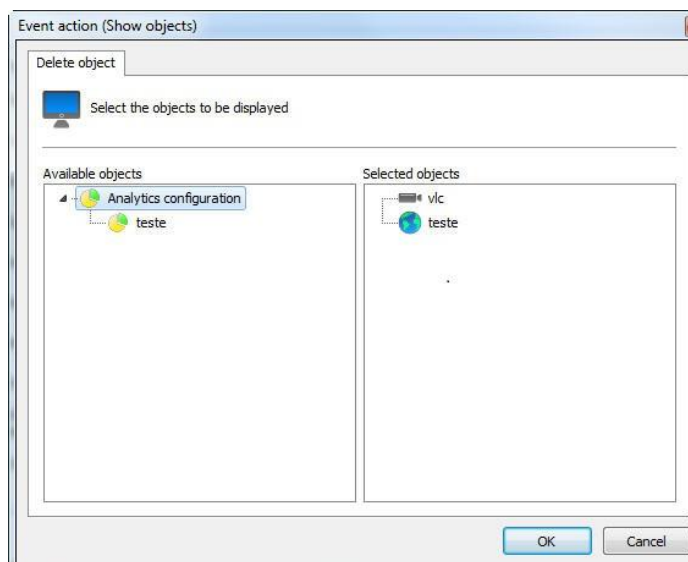 Event action (Show objects)
Delete object
Select the objects to be displayed
Available objects
Selected objects
Analytics configuration
teste
vlc
teste
OK
Cancel